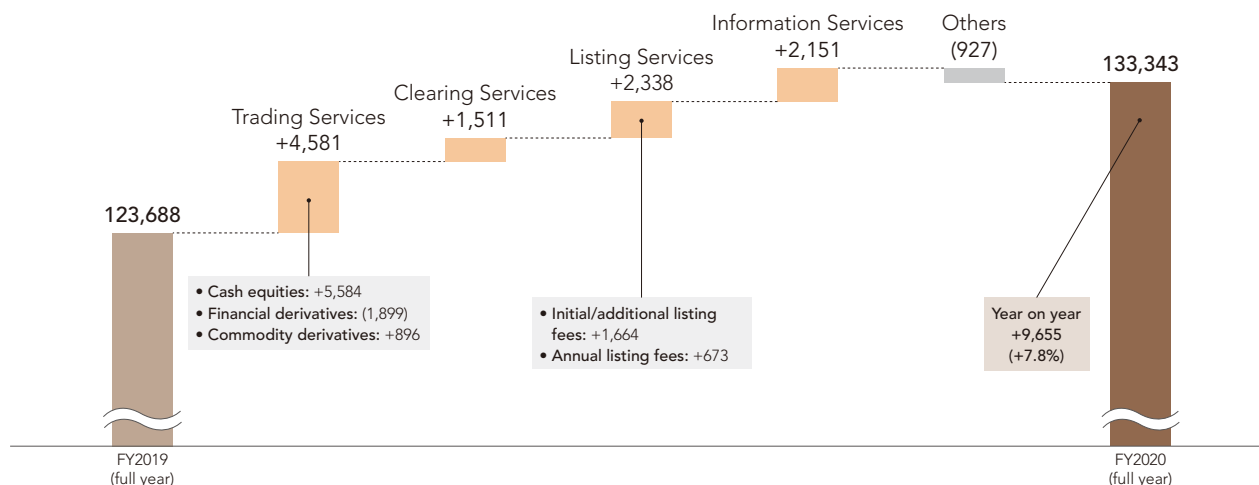 Information Services
+2,151
Others
(927)
Listing Services
+2,338
133,343
Clearing Services
+1,511
Trading Services
+4,581
123,688
• Cash equities: +5,584
• Financial derivatives: (1,899)
• Commodity derivatives: +896
• Initial/additional listing
fees: +1,664
• Annual listing fees: +673
Year on year
+9,655
(+7.8%)
FY2019
(full year)
FY2020
(full year)